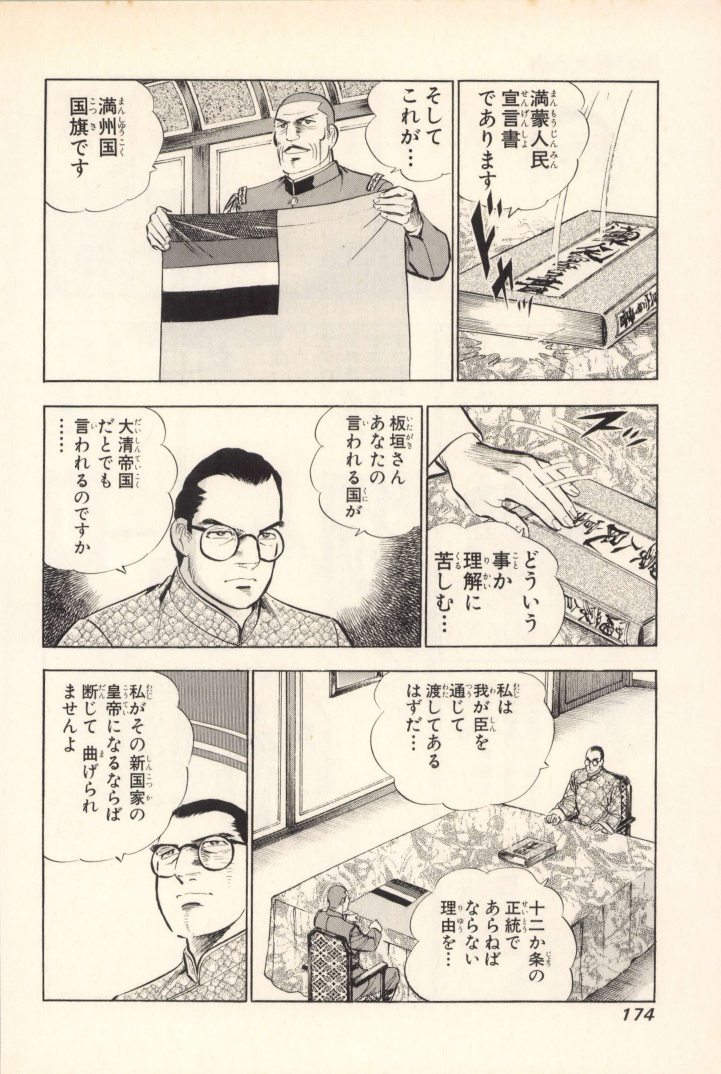 満蒙人民
宣言書
であります
ドサッ
そして
これが…
満州国
国旗です
ズッ
どういう
事か
理解に
苦しむ…
板垣さん
あなたの
言われる国が
大清帝国
だとでも
言われるのですか
……
私は
我が臣を
通じて
渡してある
はずだ…
十二か条の
正統で
あらねば
ならない
理由を…
私がその新国家の
皇帝になるならば
断じて 曲げられ
ませんよ
174